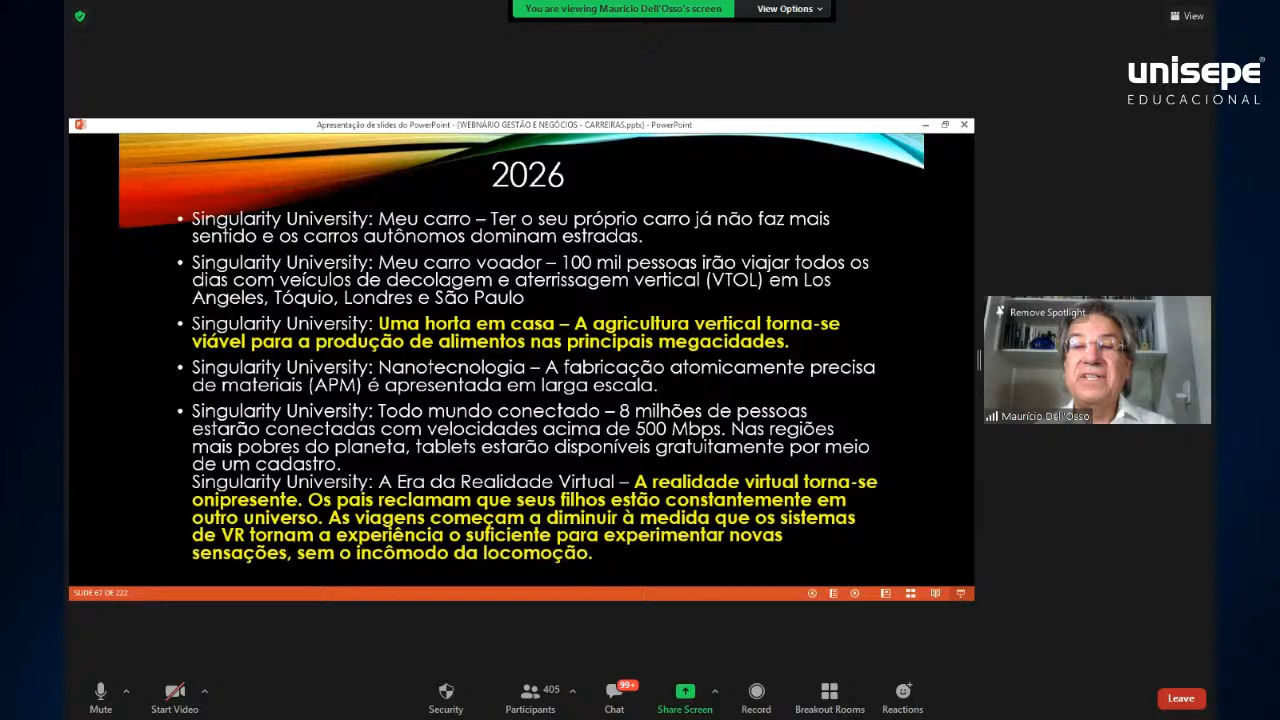 You are viewing Maurício Dell'Osso's screen
View Options
View
unisepe
EDUCACIONAL
Apresentação de slides do PowerPoint - [WEBNÁRIO GESTÃO E NEGÓCIOS - CARREIRAS.pptx] - PowerPoint
2026
• Singularity University: Meu carro – Ter o seu próprio carro já não faz mais
sentido e os carros autônomos dominam estradas.
• Singularity University: Meu carro voador – 100 mil pessoas irão viajar todos os
dias com veículos de decolagem e aterrissagem vertical (VTOL) em Los
Angeles, Tóquio, Londres e São Paulo
• Singularity University: Uma horta em casa – A agricultura vertical torna-se
viável para a produção de alimentos nas principais megacidades.
• Singularity University: Nanotecnologia – A fabricação atomicamente precisa
de materiais (APM) é apresentada em larga escala.
• Singularity University: Todo mundo conectado – 8 milhões de pessoas
estarão conectadas com velocidades acima de 500 Mbps. Nas regiões
mais pobres do planeta, tablets estarão disponíveis gratuitamente por meio
de um cadastro.
Singularity University: A Era da Realidade Virtual – A realidade virtual torna-se
onipresente. Os pais reclamam que seus filhos estão constantemente em
outro universo. As viagens começam a diminuir à medida que os sistemas
de VR tornam a experiência o suficiente para experimentar novas
sensações, sem o incômodo da locomoção.
SLIDE 67 DE 222
Remove Spotlight
Maurício Dell'Osso
Mute
Start Video
Security
405
Participants
99+
Chat
Share Screen
Record
Breakout Rooms
Reactions
Leave